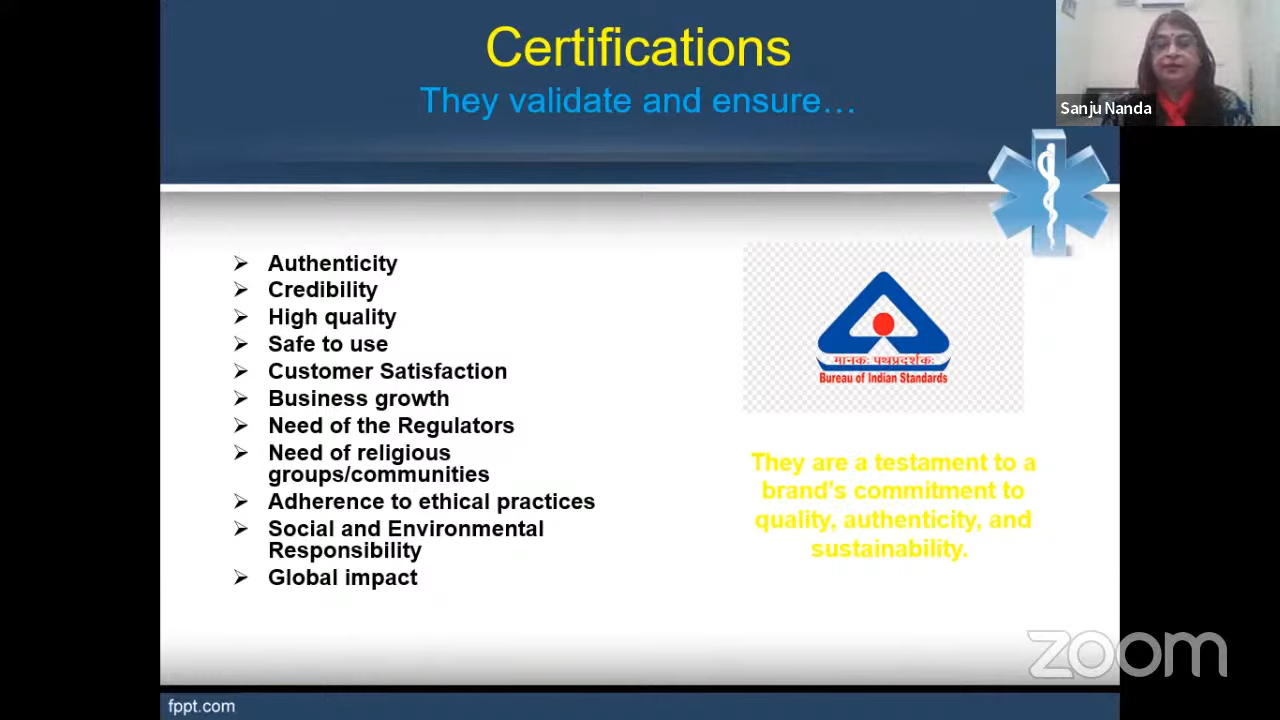 Certifications
They validate and ensure…
Sanju Nanda
Authenticity
Credibility
High quality
Safe to use
Customer Satisfaction
Business growth
Need of the Regulators
Need of religious
groups/communities
Adherence to ethical practices
Social and Environmental
Responsibility
Global impact
मानकः पथप्रदर्शकः
Bureau of Indian Standards
They are a testament to a
brand's commitment to
quality, authenticity, and
sustainability.
zoom
fppt.com